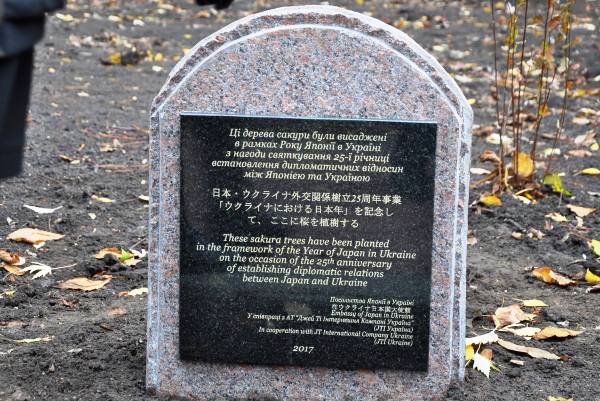 Ці дерева сакури були висаджені
в рамках Року Японії в Україні
з нагоди святкування 25-ї річниці
встановлення дипломатичних відносин
між Японією та Україною
日本・ウクライナ外交関係樹立25周年事業
「ウクライナにおける日本年」を記念し
て、ここに桜を植樹する
These sakura trees have been planted
in the framework of the Year of Japan in Ukraine
on the occasion of the 25th anniversary
of establishing diplomatic relations
between Japan and Ukraine
Посольство Японії в Україні
在ウクライナ日本国大使館
Embassy of Japan in Ukraine
У співпраці з АТ "Джей Ті Інтернешнл Компані Україна"
(JTI Україна)
In cooperation with JT International Company Ukraine
(JTI Ukraine)
2017